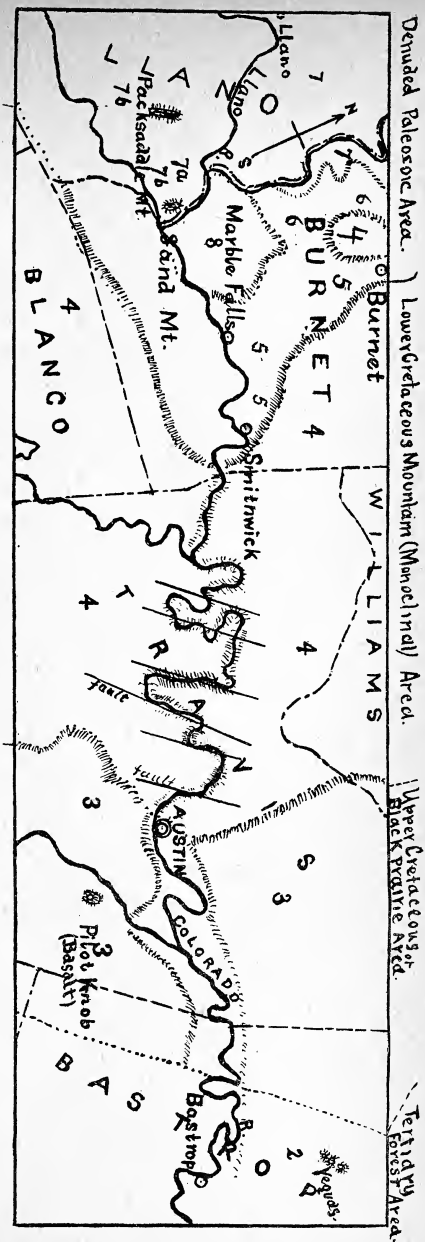 Denuded Paleosoic Area.
Lower Cretaceous Mountain (Monoclinal) Area.
Upper Cretaceous or
Black Prairie Area.
Tertiary
Forest Area.
Llano
7
LLANO
Llano
N
S
8
7
6
4
5
Burnet
BURNET
6
4
7a
7b
Packsaddle Mt.
7b
Sand Mt.
Marble Falls
8
5
5
Smithwick
BLANCO
4
WILLIAMS
4
4
TRAVIS
fault
fault
3
3
AUSTIN
COLORADO
R
3
Pilot Knob
(Basalt)
BASTROP
Bastrop
2
Yeguas